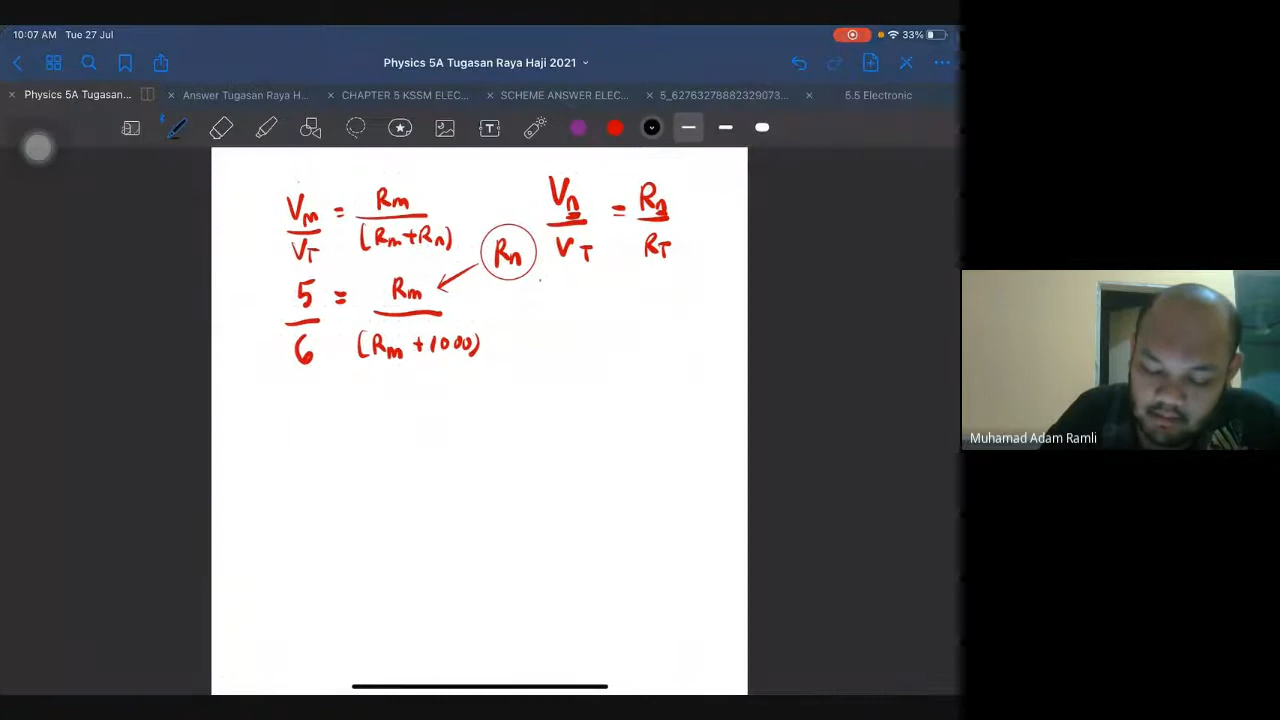 10:07 AM Tue 27 Jul
33%
Physics 5A Tugasan Raya Haji 2021
Physics 5A Tugasan...
Answer Tugasan Raya H...
CHAPTER 5 KSSM ELEC...
SCHEME ANSWER ELEC...
5_62763278882329073...
5.5 Electronic
Vm/VT = Rm/(Rm+Rn)
Vn/VT = Rn/RT
Rn
5/6 = Rm/(Rm+1000)
Muhamad Adam Ramli